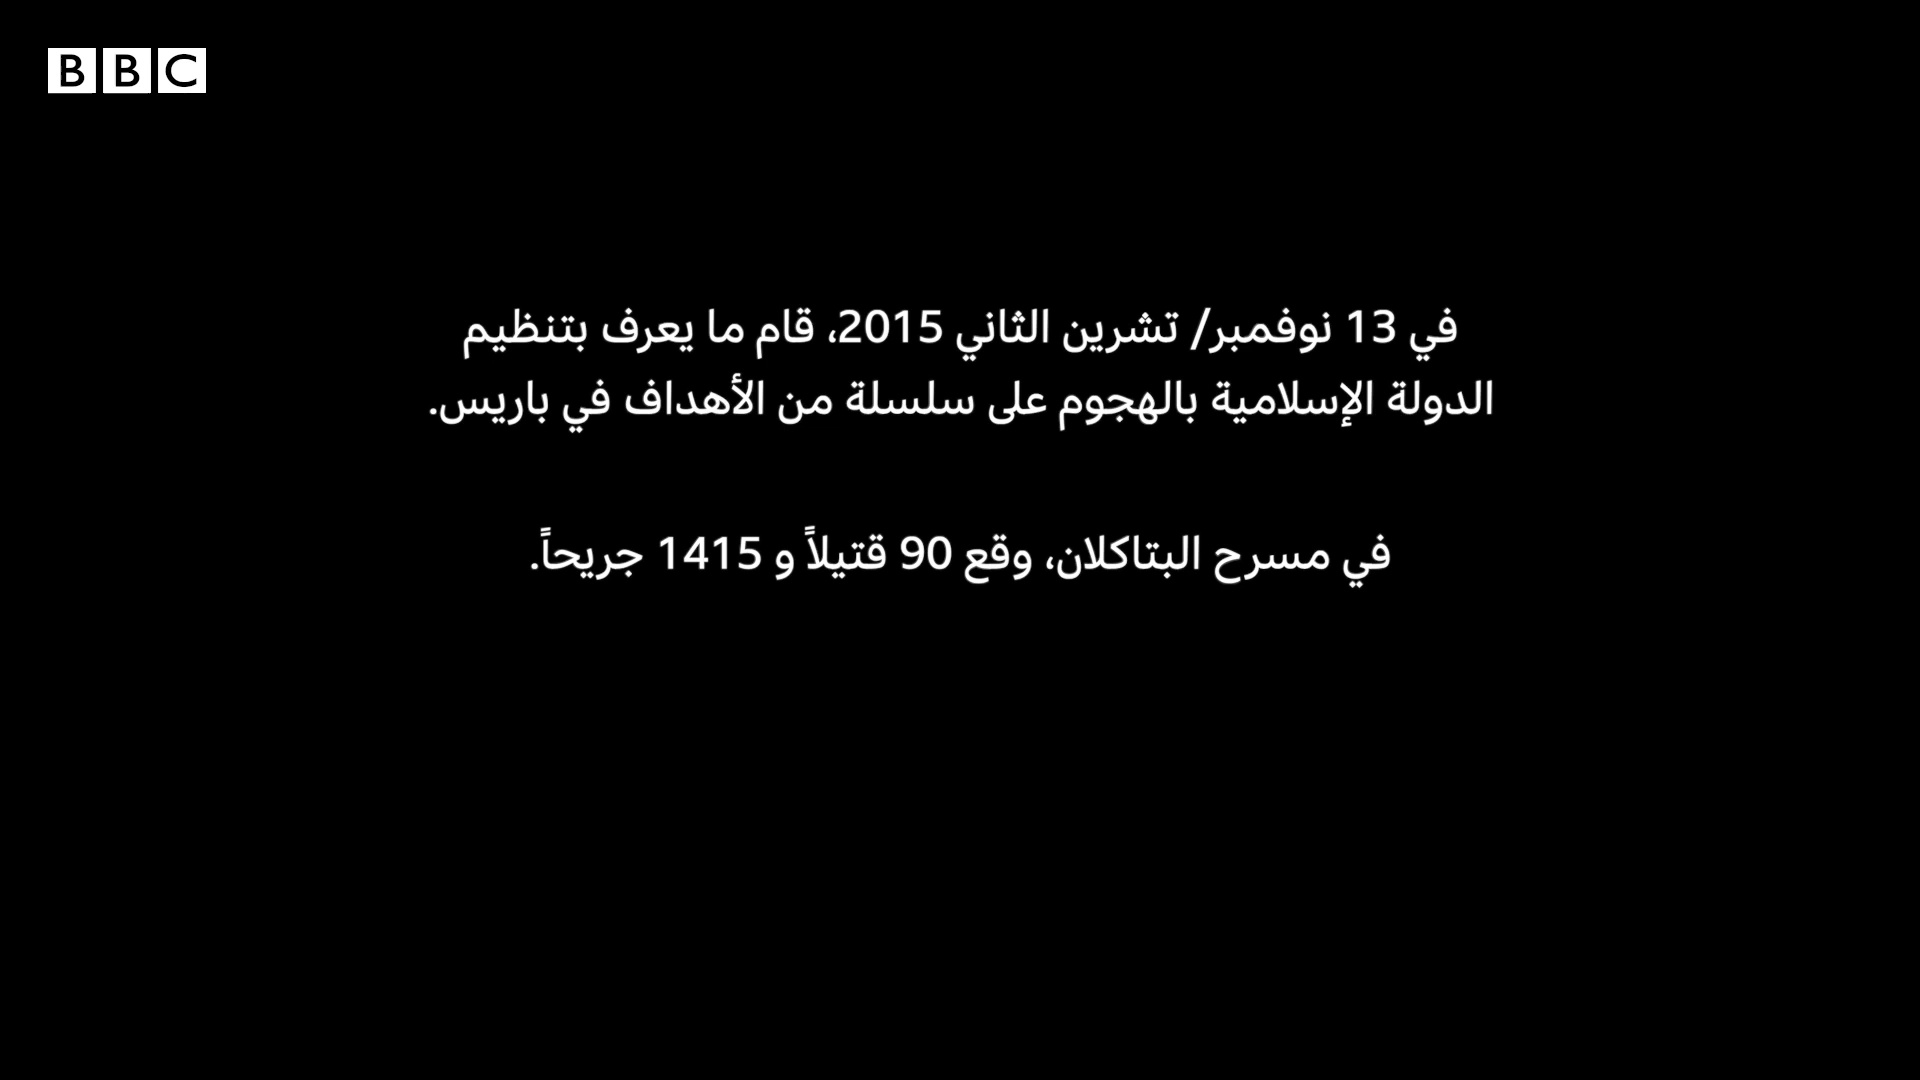 BBC
في 13 نوفمبر/ تشرين الثاني 2015، قام ما يعرف بتنظيم
الدولة الإسلامية بالهجوم على سلسلة من الأهداف في باريس.
في مسرح البتاكلان، وقع 90 قتيلاً و 1415 جريحاً.